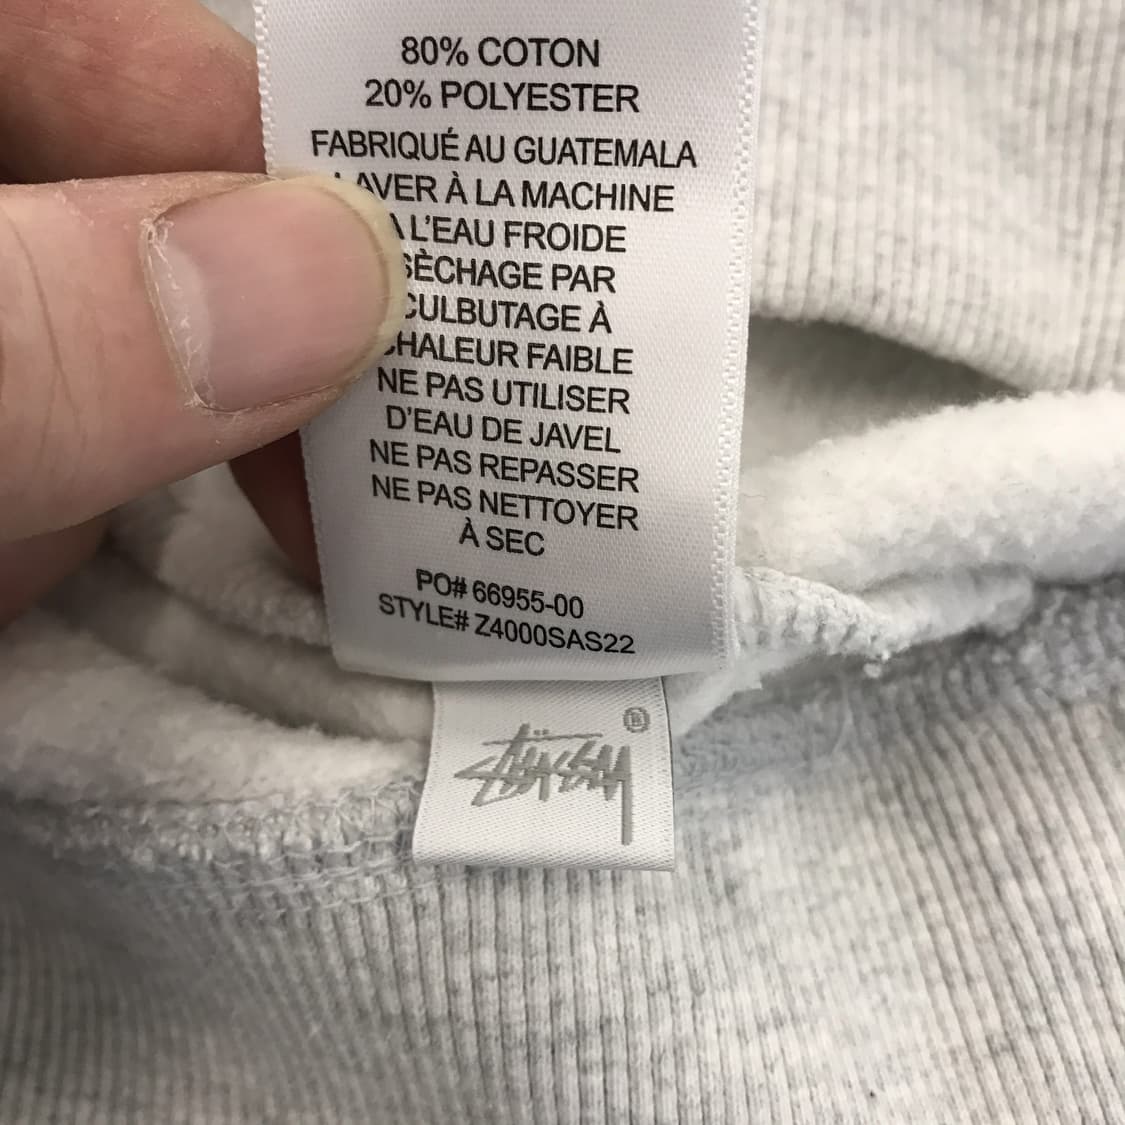 80% COTON
20% POLYESTER
FABRIQUÉ AU GUATEMALA
LAVER À LA MACHINE
À L'EAU FROIDE
SÈCHAGE PAR
CULBUTAGE À
CHALEUR FAIBLE
NE PAS UTILISER
D'EAU DE JAVEL
NE PAS REPASSER
NE PAS NETTOYER
À SEC
PO# 66955-00
STYLE# Z4000SAS22
Stüssy ®